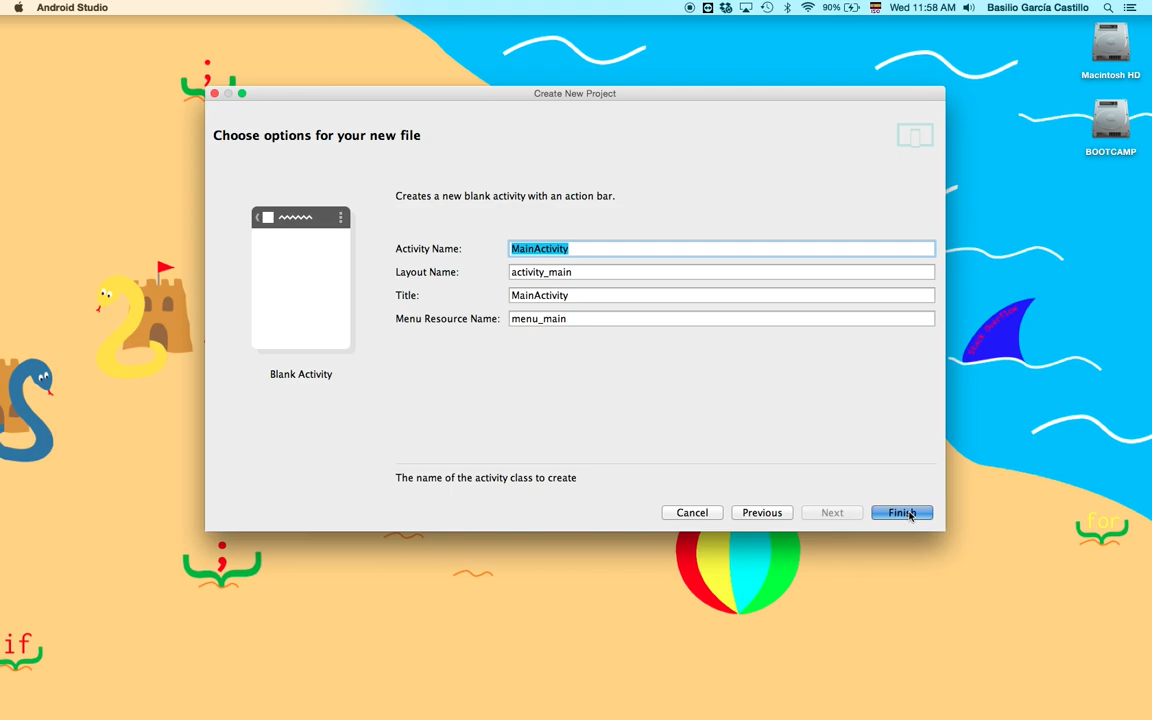 Android Studio 90% ISO Wed 11:58 AM Basilio García Castillo
Macintosh HD
BOOTCAMP
;
Create New Project
Choose options for your new file
Creates a new blank activity with an action bar.
Activity Name: MainActivity
Layout Name: activity_main
Title: MainActivity
Menu Resource Name: menu_main
Blank Activity
The name of the activity class to create
Cancel Previous Next Finish
Stack Overflow
for
;
if